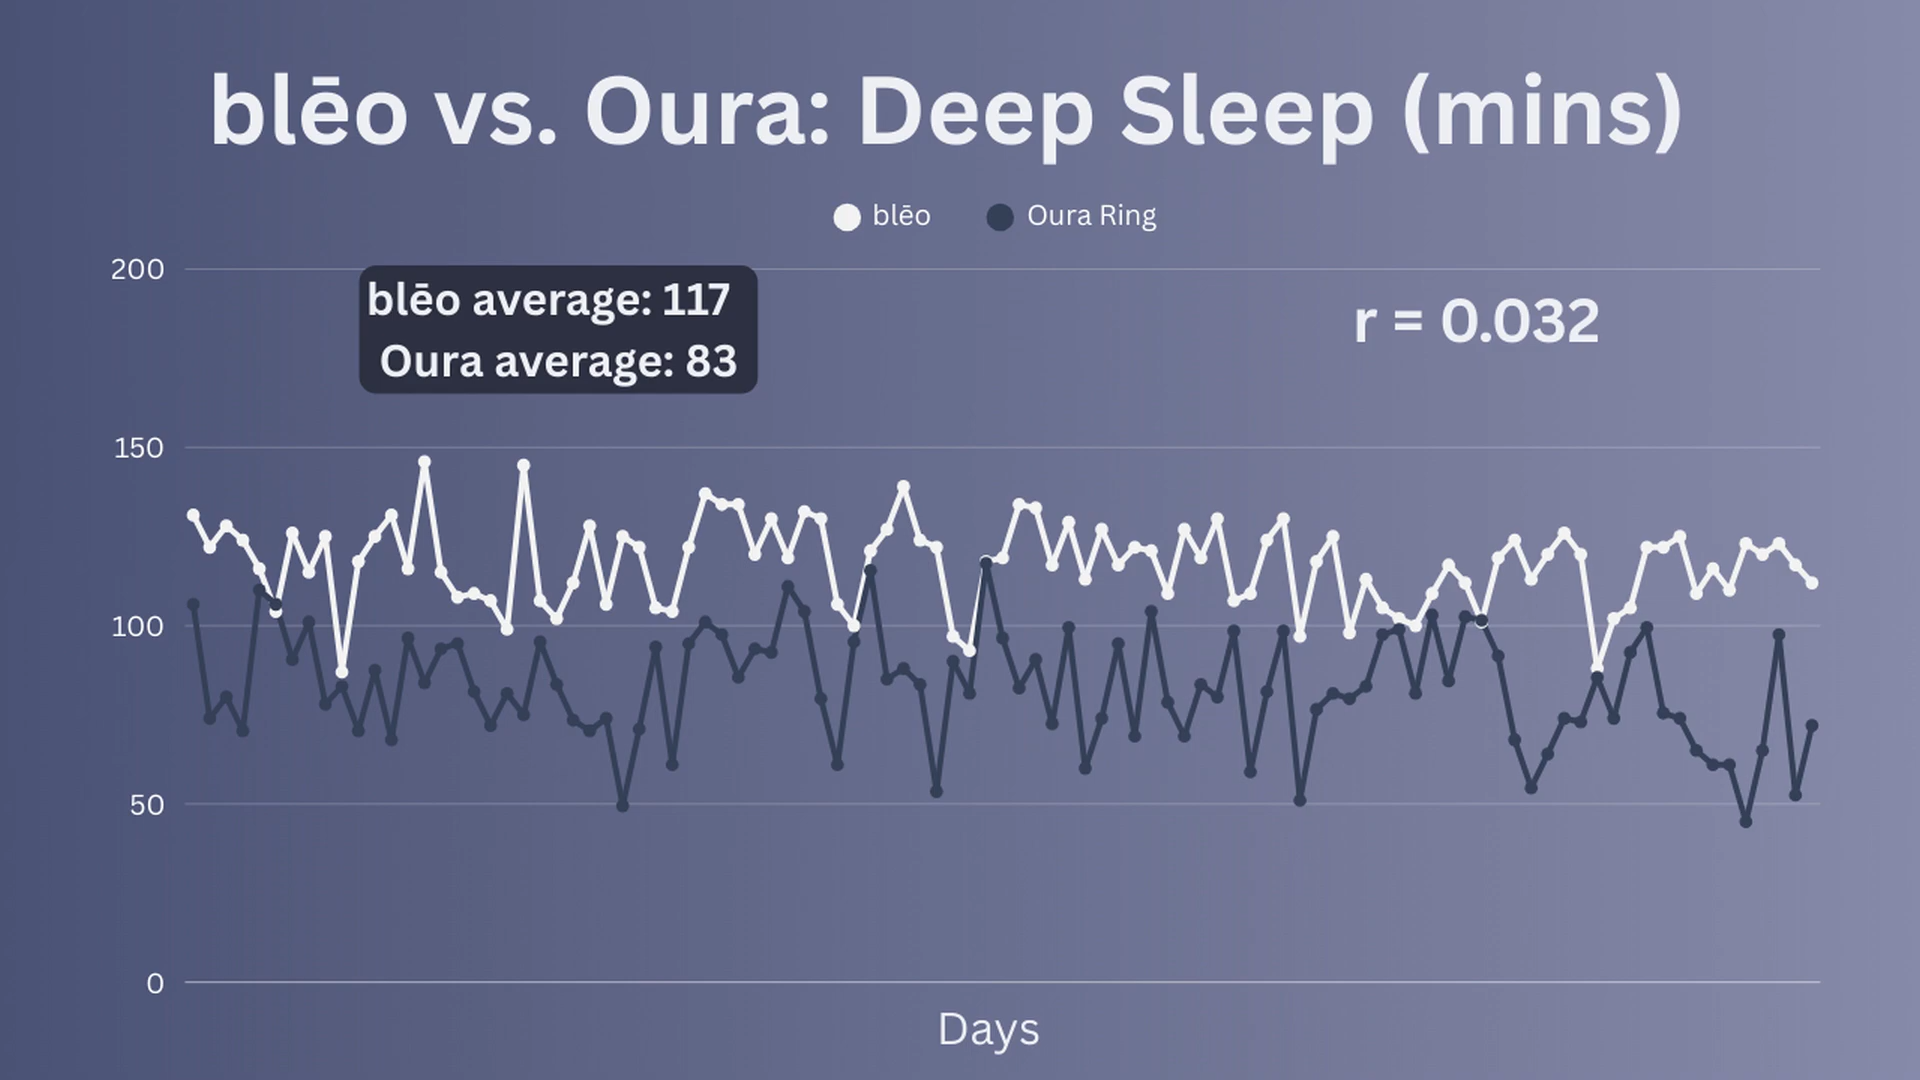 blēo vs. Oura: Deep Sleep (mins)
blēo Oura Ring
200
blēo average: 117
Oura average: 83
r = 0.032
150
100
50
0
Days